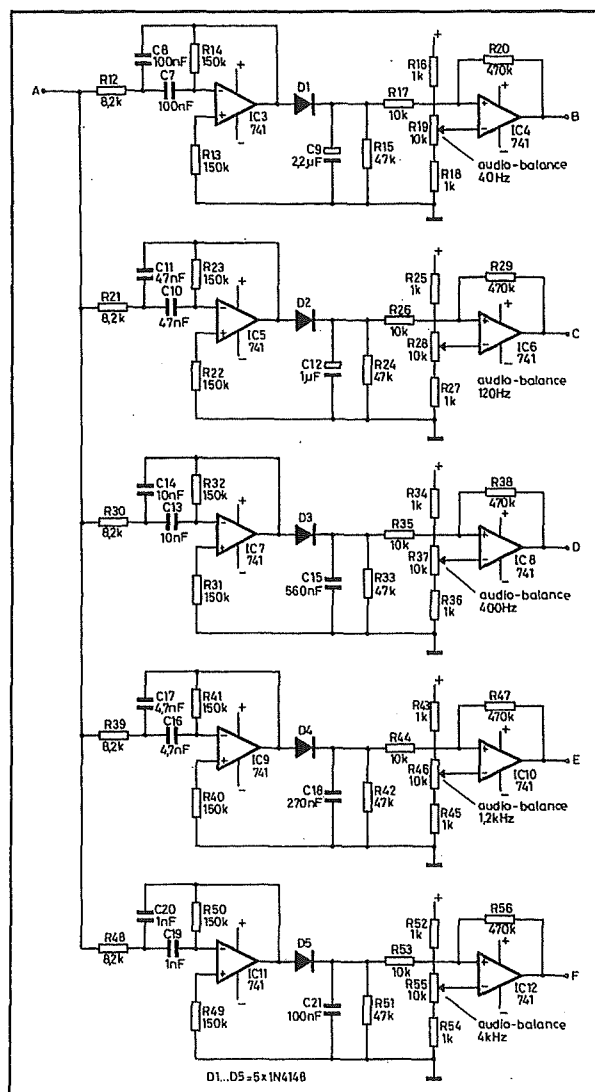 A
C8
100nF
R14
150k
R12
8,2k
C7
100nF
+
-
+
+
-
IC3
741
R13
150k
D1
C9
2,2µF
R15
47k
R17
10k
+
R16
1k
R19
10k
R18
1k
R20
470k
+
-
+
-
IC4
741
B
audio-balance
40Hz
C11
47nF
R23
150k
R21
8,2k
C10
47nF
+
-
+
-
IC5
741
R22
150k
D2
C12
1µF
R24
47k
R26
10k
+
R25
1k
R28
10k
R27
1k
R29
470k
+
-
+
-
IC6
741
C
audio-balance
120Hz
C14
10nF
R32
150k
R30
8,2k
C13
10nF
+
-
+
-
IC7
741
R31
150k
D3
C15
560nF
R33
47k
R35
10k
+
R34
1k
R37
10k
R36
1k
R38
470k
+
-
+
-
IC8
741
D
audio-balance
400Hz
C17
4,7nF
R41
150k
R39
8,2k
C16
4,7nF
+
-
+
-
IC9
741
R40
150k
D4
C18
270nF
R42
47k
R44
10k
+
R43
1k
R46
10k
R45
1k
R47
470k
+
-
+
-
IC10
741
E
audio-balance
1,2kHz
C20
1nF
R50
150k
R48
8,2k
C19
1nF
+
-
+
-
IC11
741
R49
150k
D5
C21
100nF
R51
47k
R53
10k
+
R52
1k
R55
10k
R54
1k
R56
470k
+
-
+
-
IC12
741
F
audio-balance
4kHz
D1...D5=5x1N4148